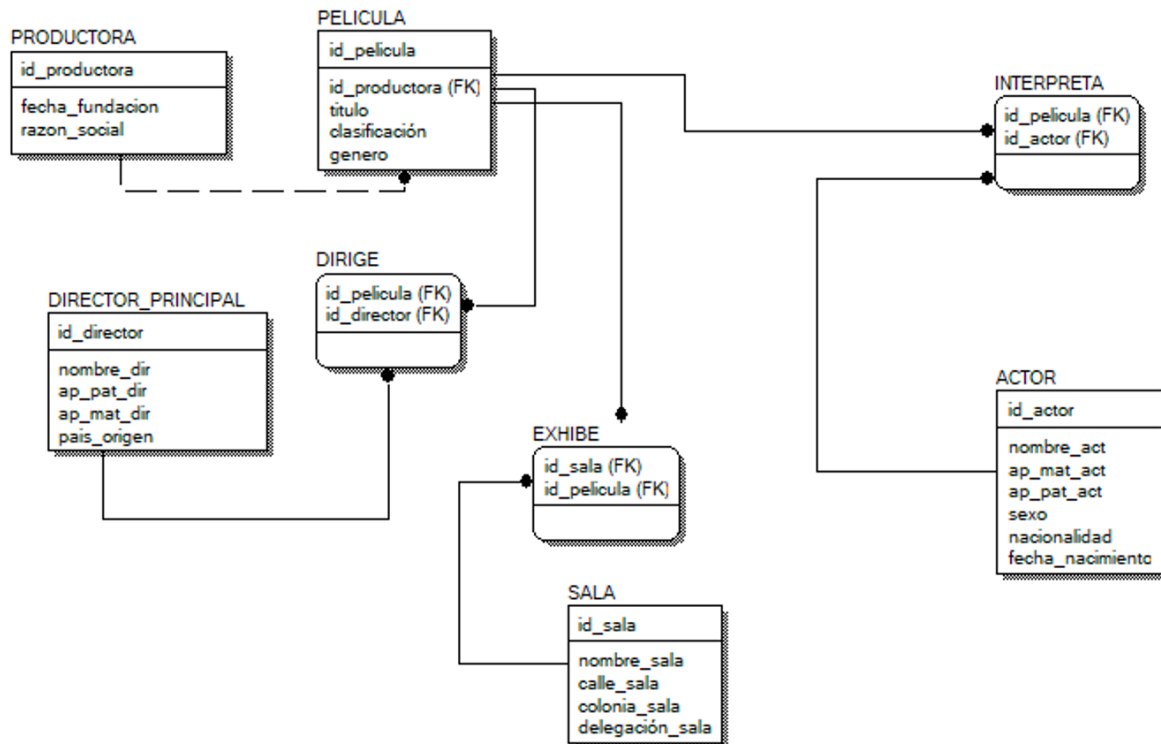 PRODUCTORA
id_productora
fecha_fundacion
razon_social
PELICULA
id_pelicula
id_productora (FK)
titulo
clasificación
genero
INTERPRETA
id_pelicula (FK)
id_actor (FK)
DIRIGE
id_pelicula (FK)
id_director (FK)
DIRECTOR_PRINCIPAL
id_director
nombre_dir
ap_pat_dir
ap_mat_dir
pais_origen
EXHIBE
id_sala (FK)
id_pelicula (FK)
ACTOR
id_actor
nombre_act
ap_mat_act
ap_pat_act
sexo
nacionalidad
fecha_nacimiento
SALA
id_sala
nombre_sala
calle_sala
colonia_sala
delegación_sala